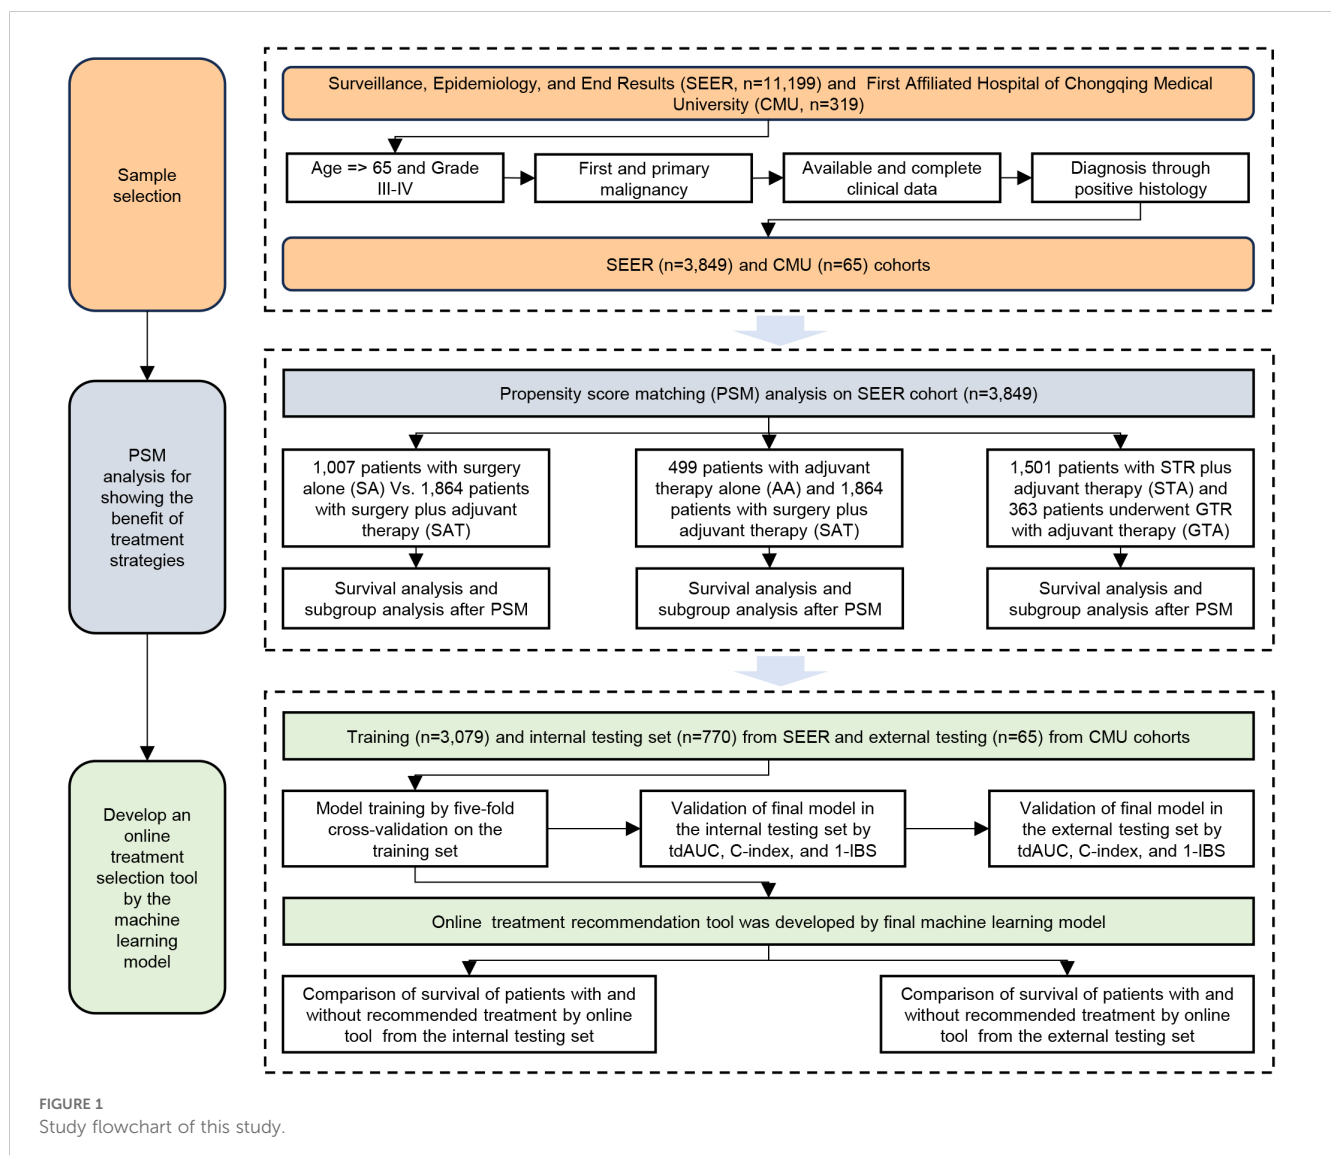 Sample
selection
Surveillance, Epidemiology, and End Results (SEER, n=11,199) and First Affiliated Hospital of Chongqing Medical
University (CMU, n=319)
Age => 65 and Grade
III-IV
First and primary
malignancy
Available and complete
clinical data
Diagnosis through
positive histology
SEER (n=3,849) and CMU (n=65) cohorts
PSM
analysis for
showing the
benefit of
treatment
strategies
Propensity score matching (PSM) analysis on SEER cohort (n=3,849)
1,007 patients with surgery
alone (SA) Vs. 1,864 patients
with surgery plus adjuvant
therapy (SAT)
499 patients with adjuvant
therapy alone (AA) and 1,864
patients with surgery plus
adjuvant therapy (SAT)
1,501 patients with STR plus
adjuvant therapy (STA) and
363 patients underwent GTR
with adjuvant therapy (GTA)
Survival analysis and
subgroup analysis after PSM
Survival analysis and
subgroup analysis after PSM
Survival analysis and
subgroup analysis after PSM
Develop an
online
treatment
selection tool
by the
machine
learning
model
Training (n=3,079) and internal testing set (n=770) from SEER and external testing (n=65) from CMU cohorts
Model training by five-fold
cross-validation on the
training set
Validation of final model in
the internal testing set by
tdAUC, C-index, and 1-IBS
Validation of final model in
the external testing set by
tdAUC, C-index, and 1-IBS
Online treatment recommendation tool was developed by final machine learning model
Comparison of survival of patients with and
without recommended treatment by online
tool from the internal testing set
Comparison of survival of patients with and
without recommended treatment by online
tool from the external testing set
FIGURE 1
Study flowchart of this study.